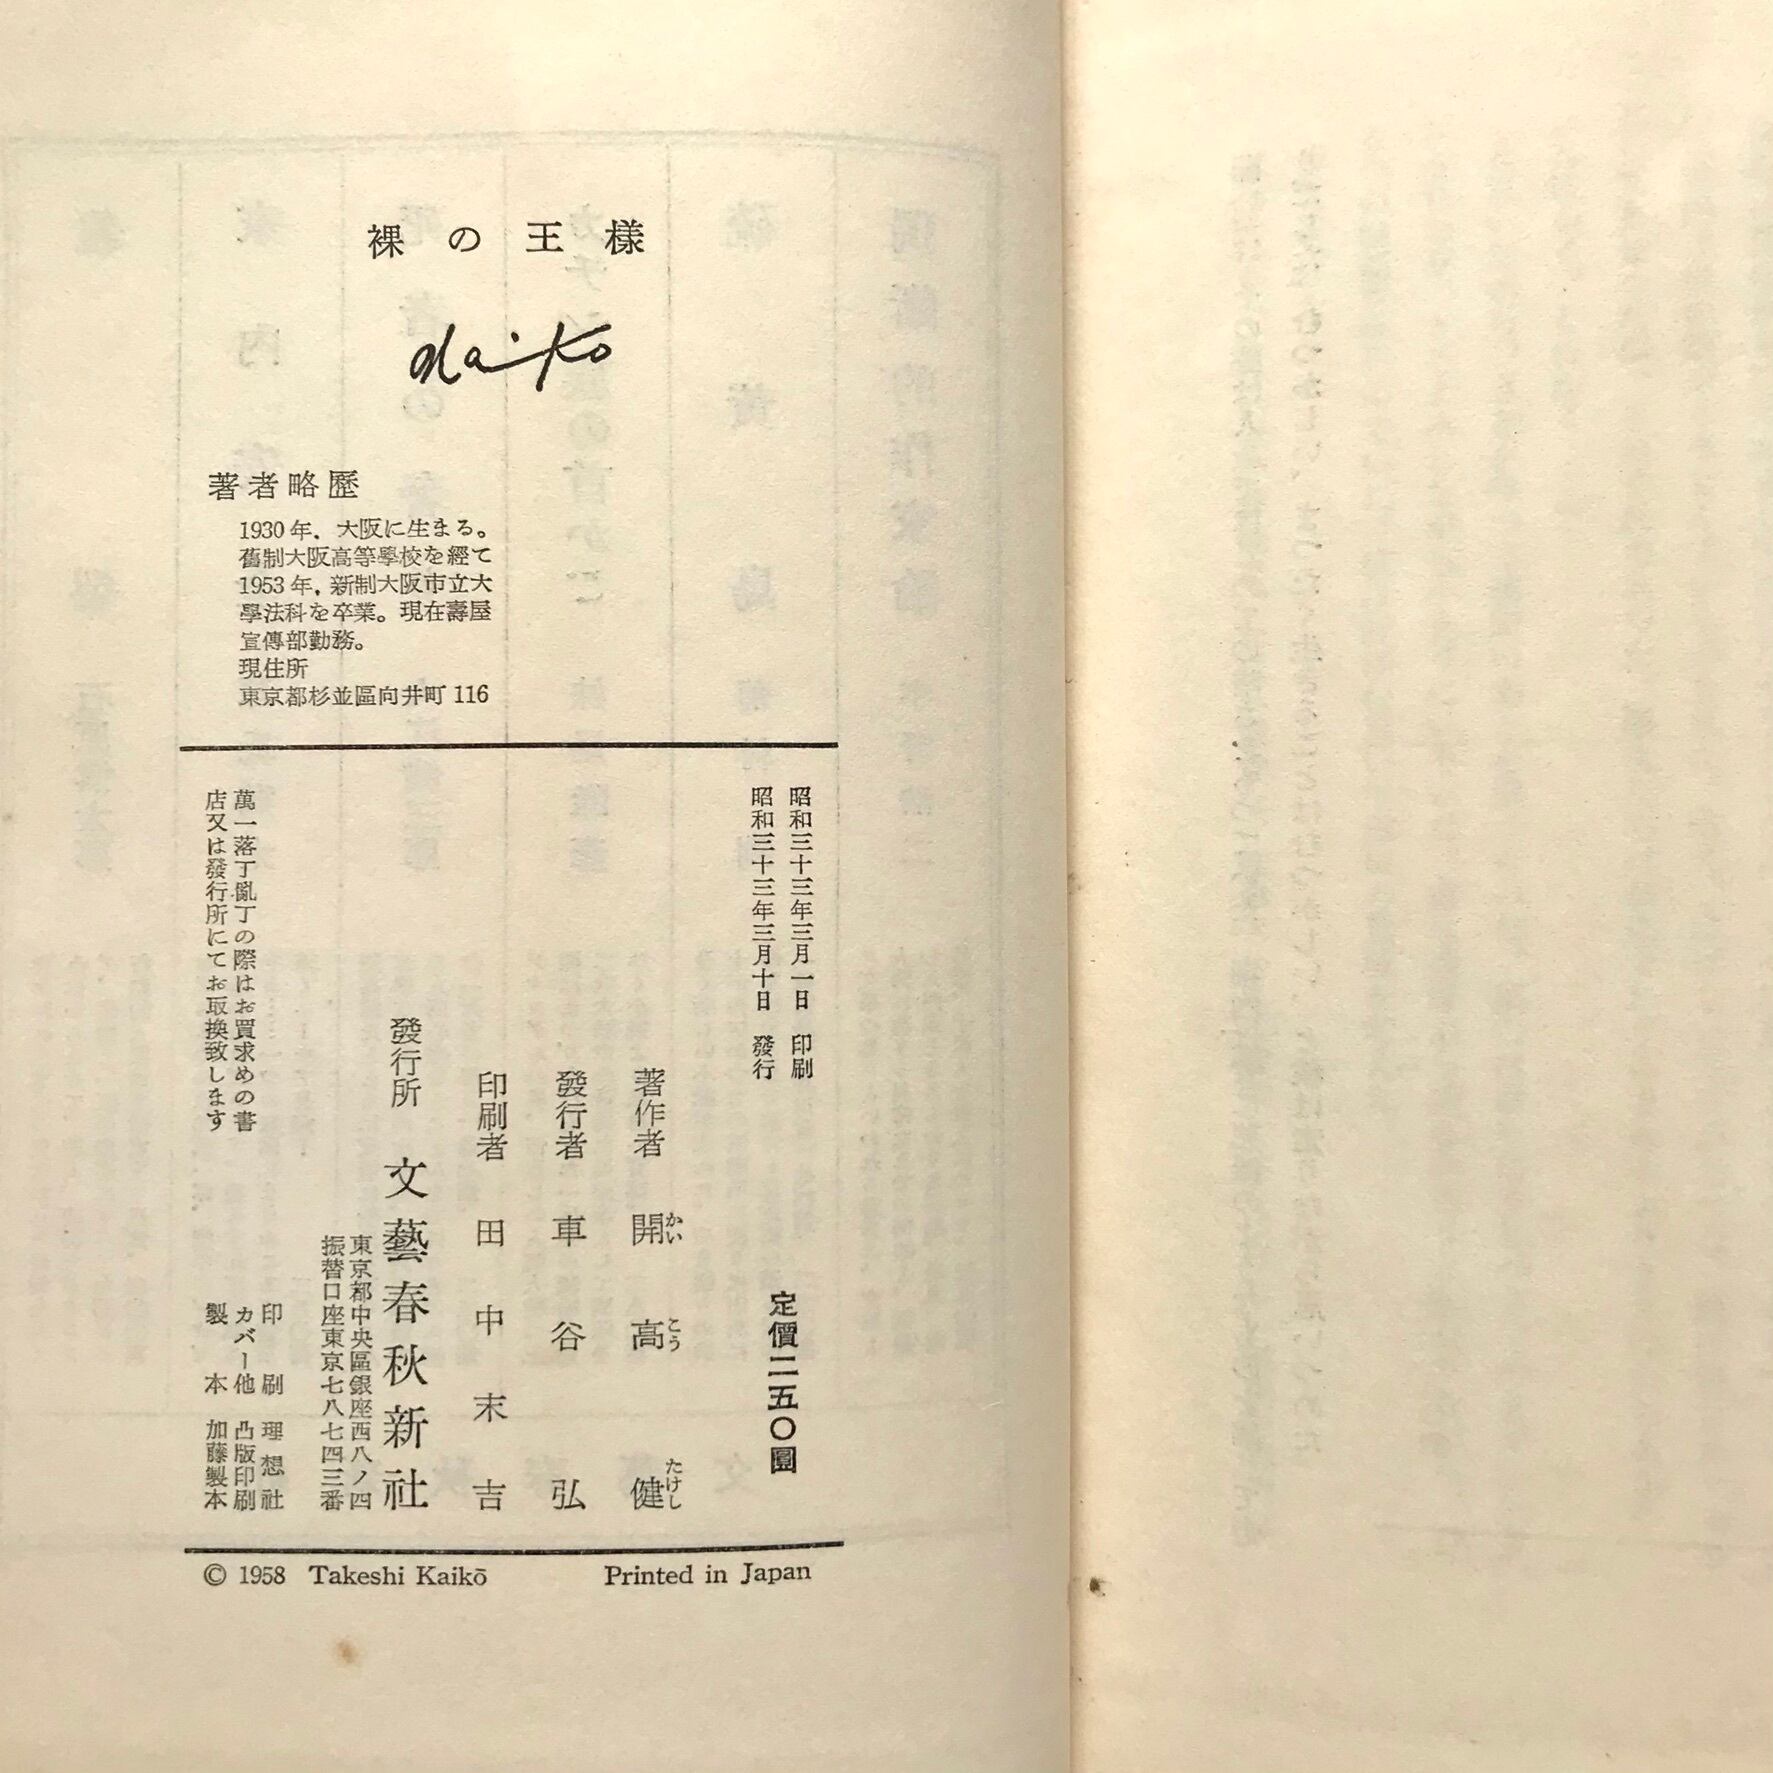 裸の王樣
Kaiko
著者略歷
1930年，大阪に生まる。
舊制大阪高等學校を經て
1953年，新制大阪市立大
學法科を卒業。現在壽屋
宣傳部勤務。
現住所
東京都杉並區向井町116
昭和三十三年三月一日 印刷
昭和三十三年三月十日 發行
定價二五〇圓
著作者 開高健
かい こう たけし
發行者 車谷弘
印刷者 田中末吉
發行所 文藝春秋新社
東京都中央區銀座西八ノ四
振替口座東京七八七四三番
萬一落丁亂丁の際はお買求めの書
店又は發行所にてお取換致します
印刷 理想社
カバー他 凸版印刷
製本 加藤製本
© 1958 Takeshi Kaikō
Printed in Japan